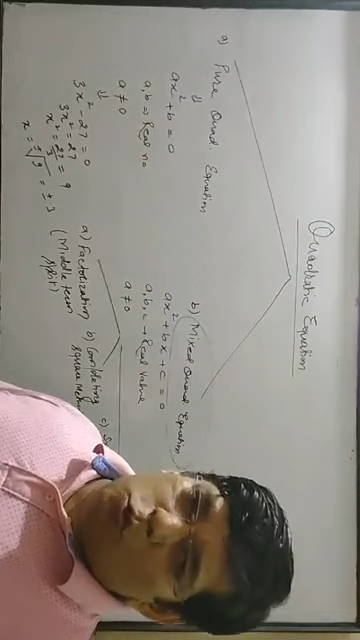 Quadratic Equation
a) Pure Quad. Equation
↓
ax² + b = 0
a, b → Real no
a ≠ 0
↓
3x² - 27 = 0
3x² = 27
x² = 27/3 = 9
x = ±√9 = ±3
b) Mixed Quad Equation
ax² + bx + c = 0
a, b, c → Real value
a ≠ 0
a) Factorization
(Middle term
split)
b) Completing
square
c)